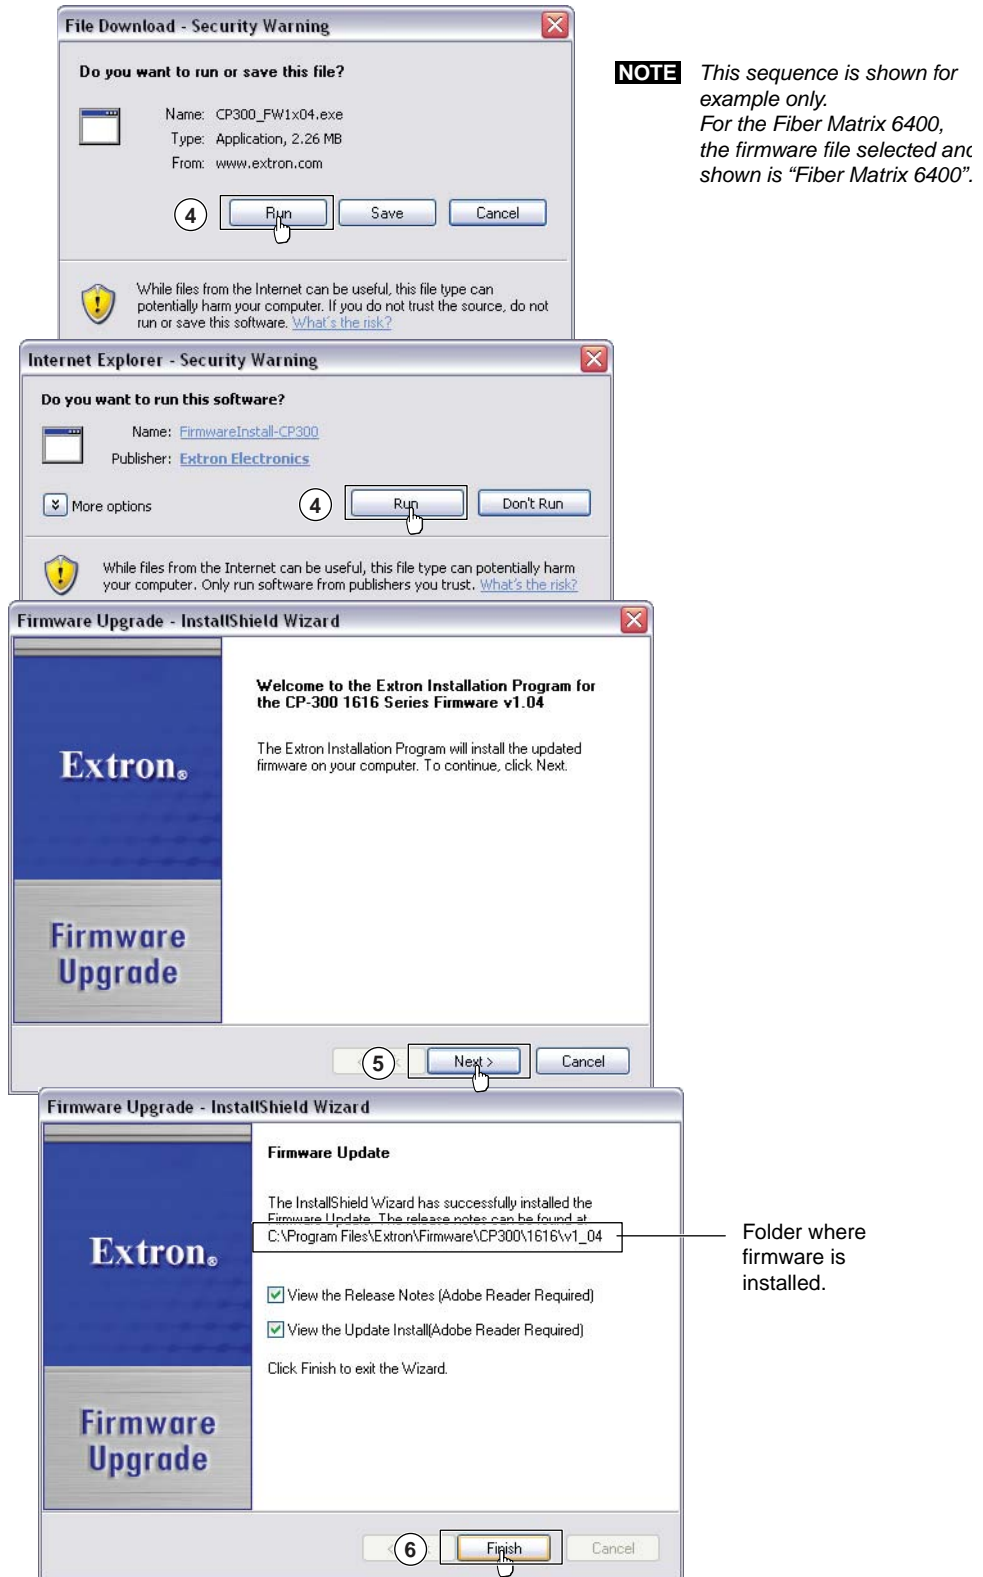 File Download - Security Warning
Do you want to run or save this file?
Name: CP300_FW1x04.exe
Type: Application, 2.26 MB
From: www.extron.com
4
Run
Save
Cancel
While files from the Internet can be useful, this file type can
potentially harm your computer. If you do not trust the source, do not
run or save this software. What's the risk?
NOTE This sequence is shown for
example only.
For the Fiber Matrix 6400,
the firmware file selected and
shown is “Fiber Matrix 6400”.
Internet Explorer - Security Warning
Do you want to run this software?
Name: FirmwareInstall-CP300
Publisher: Extron Electronics
More options
4
Run
Don't Run
While files from the Internet can be useful, this file type can potentially harm
your computer. Only run software from publishers you trust. What's the risk?
Firmware Upgrade - InstallShield Wizard
Extron®
Firmware
Upgrade
Welcome to the Extron Installation Program for
the CP-300 1616 Series Firmware v1.04
The Extron Installation Program will install the updated
firmware on your computer. To continue, click Next.
5
Next >
Cancel
Firmware Upgrade - InstallShield Wizard
Extron®
Firmware
Upgrade
Firmware Update
The InstallShield Wizard has successfully installed the
Firmware Update. The release notes can be found at
C:\Program Files\Extron\Firmware\CP300\1616\v1_04
Folder where
firmware is
installed.
View the Release Notes (Adobe Reader Required)
View the Update Install(Adobe Reader Required)
Click Finish to exit the Wizard.
6
Finish
Cancel